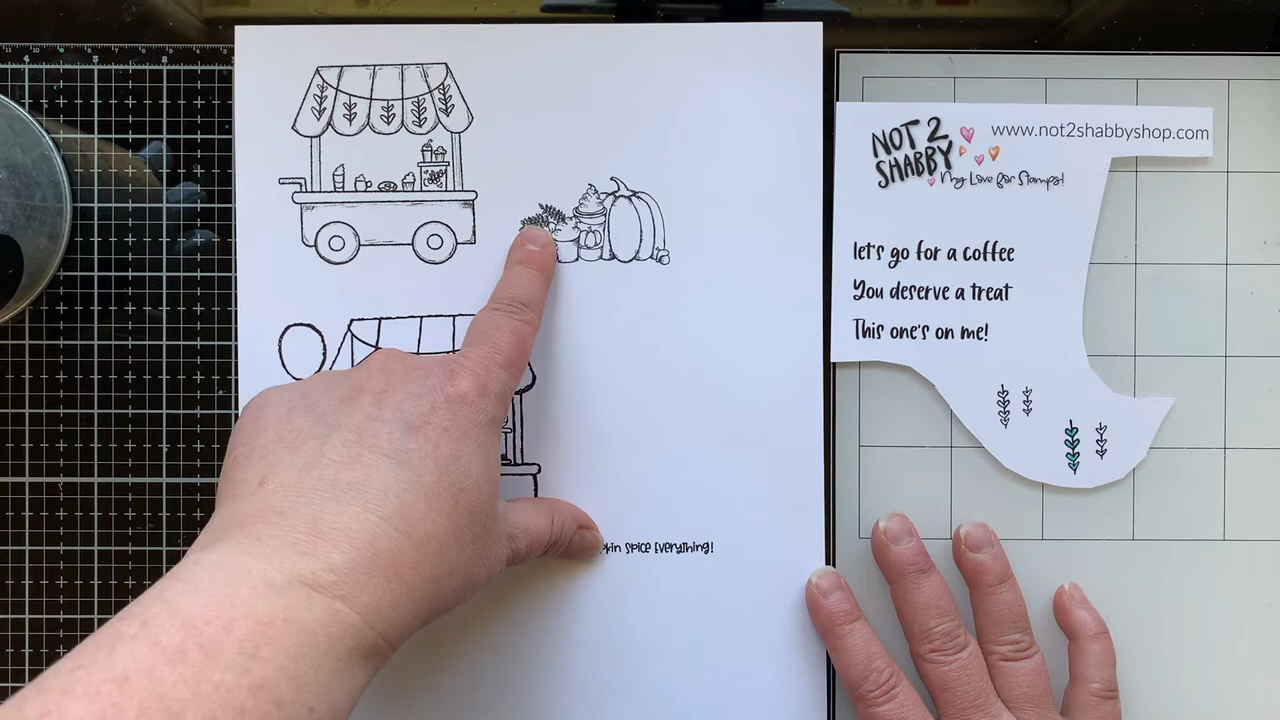 NOT 2
SHABBY
www.not2shabbyshop.com
My Love for Stamps!
let's go for a coffee
You deserve a treat
This one's on me!
Spice Everything!